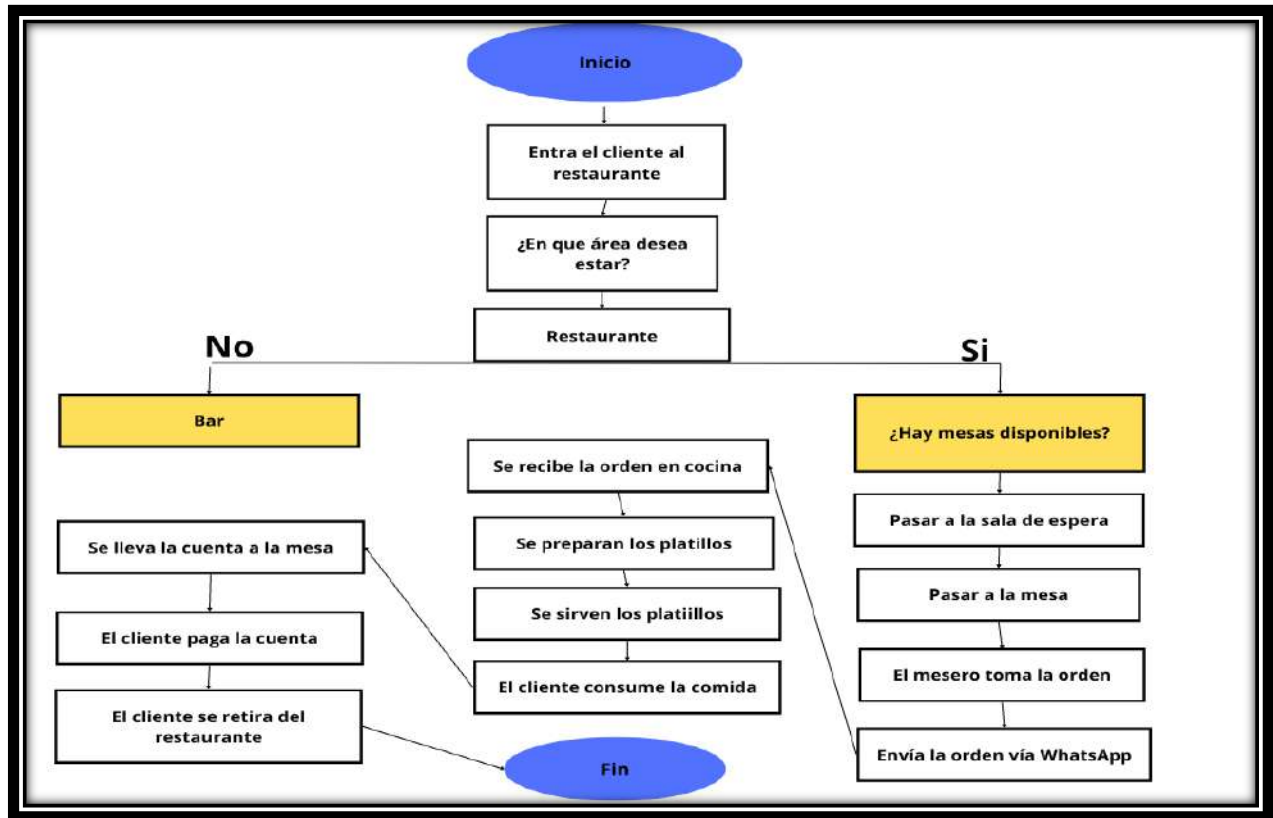 Inicio
Entra el cliente al
restaurante
¿En que área desea
estar?
Restaurante
No
Si
Bar
¿Hay mesas disponibles?
Pasar a la sala de espera
Pasar a la mesa
El mesero toma la orden
Envía la orden vía WhatsApp
Se recibe la orden en cocina
Se preparan los platillos
Se sirven los platiillos
El cliente consume la comida
Se lleva la cuenta a la mesa
El cliente paga la cuenta
El cliente se retira del
restaurante
Fin